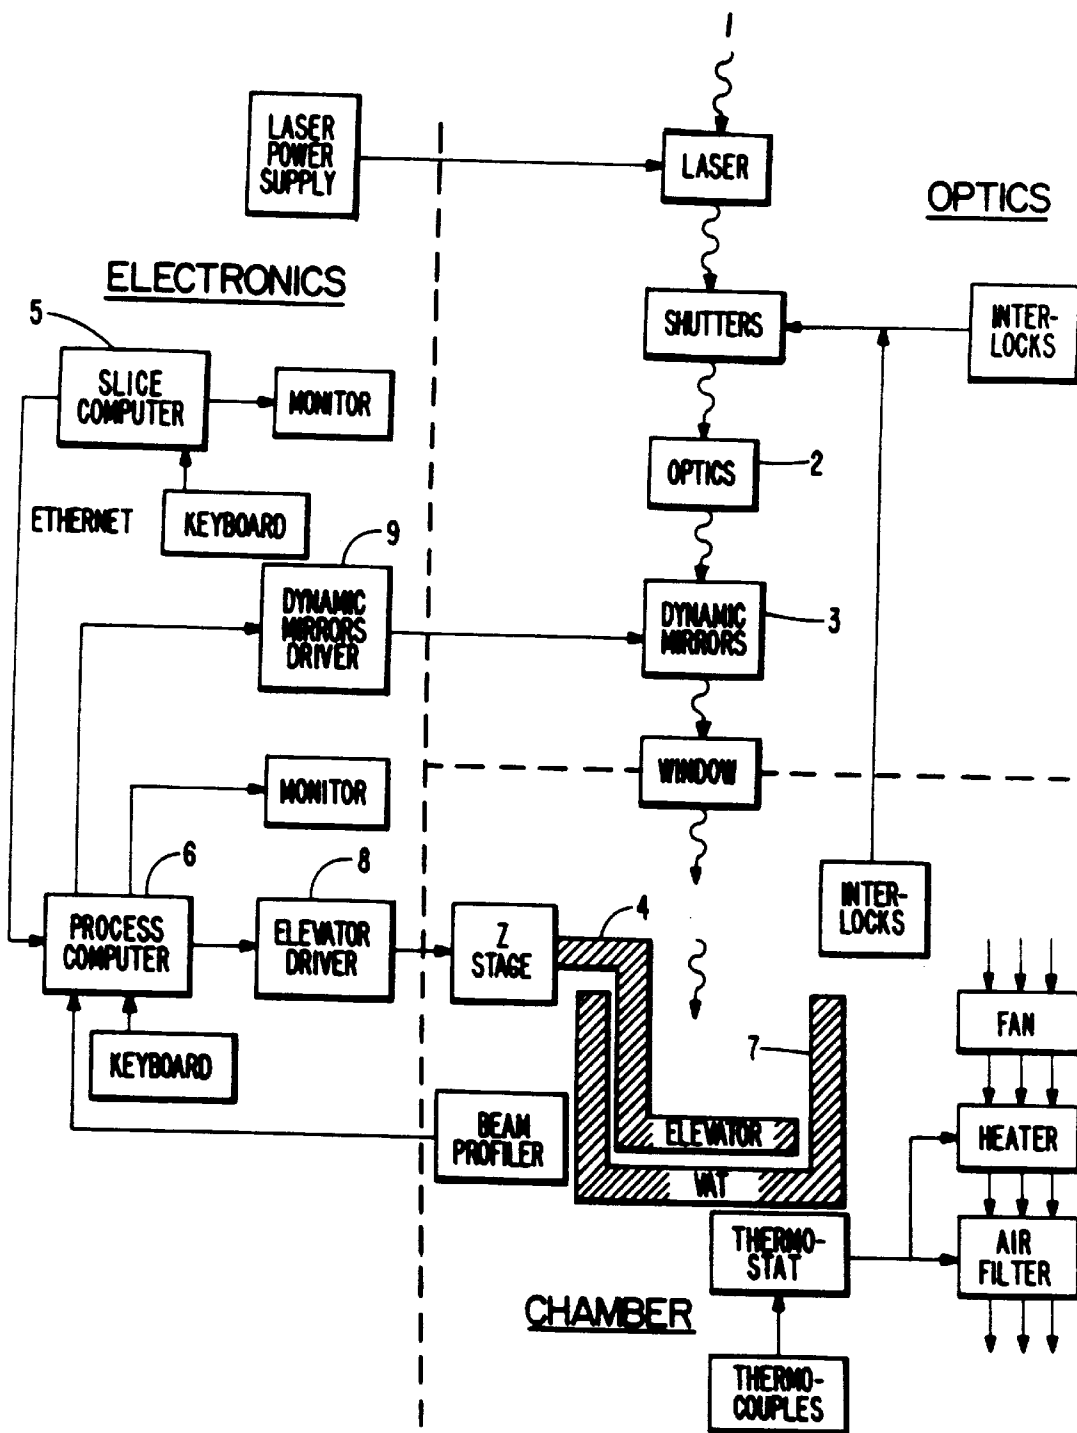 LASER
POWER
SUPPLY
LASER
OPTICS
ELECTRONICS
5
SHUTTERS
INTER-
LOCKS
SLICE
COMPUTER
MONITOR
OPTICS
2
ETHERNET
KEYBOARD
9
DYNAMIC
MIRRORS
DRIVER
DYNAMIC
MIRRORS
3
MONITOR
WINDOW
6
8
4
INTER-
LOCKS
PROCESS
COMPUTER
ELEVATOR
DRIVER
Z
STAGE
FAN
7
KEYBOARD
BEAM
PROFILER
ELEVATOR
HEATER
VAT
THERMO-
STAT
AIR
FILTER
CHAMBER
THERMO-
COUPLES